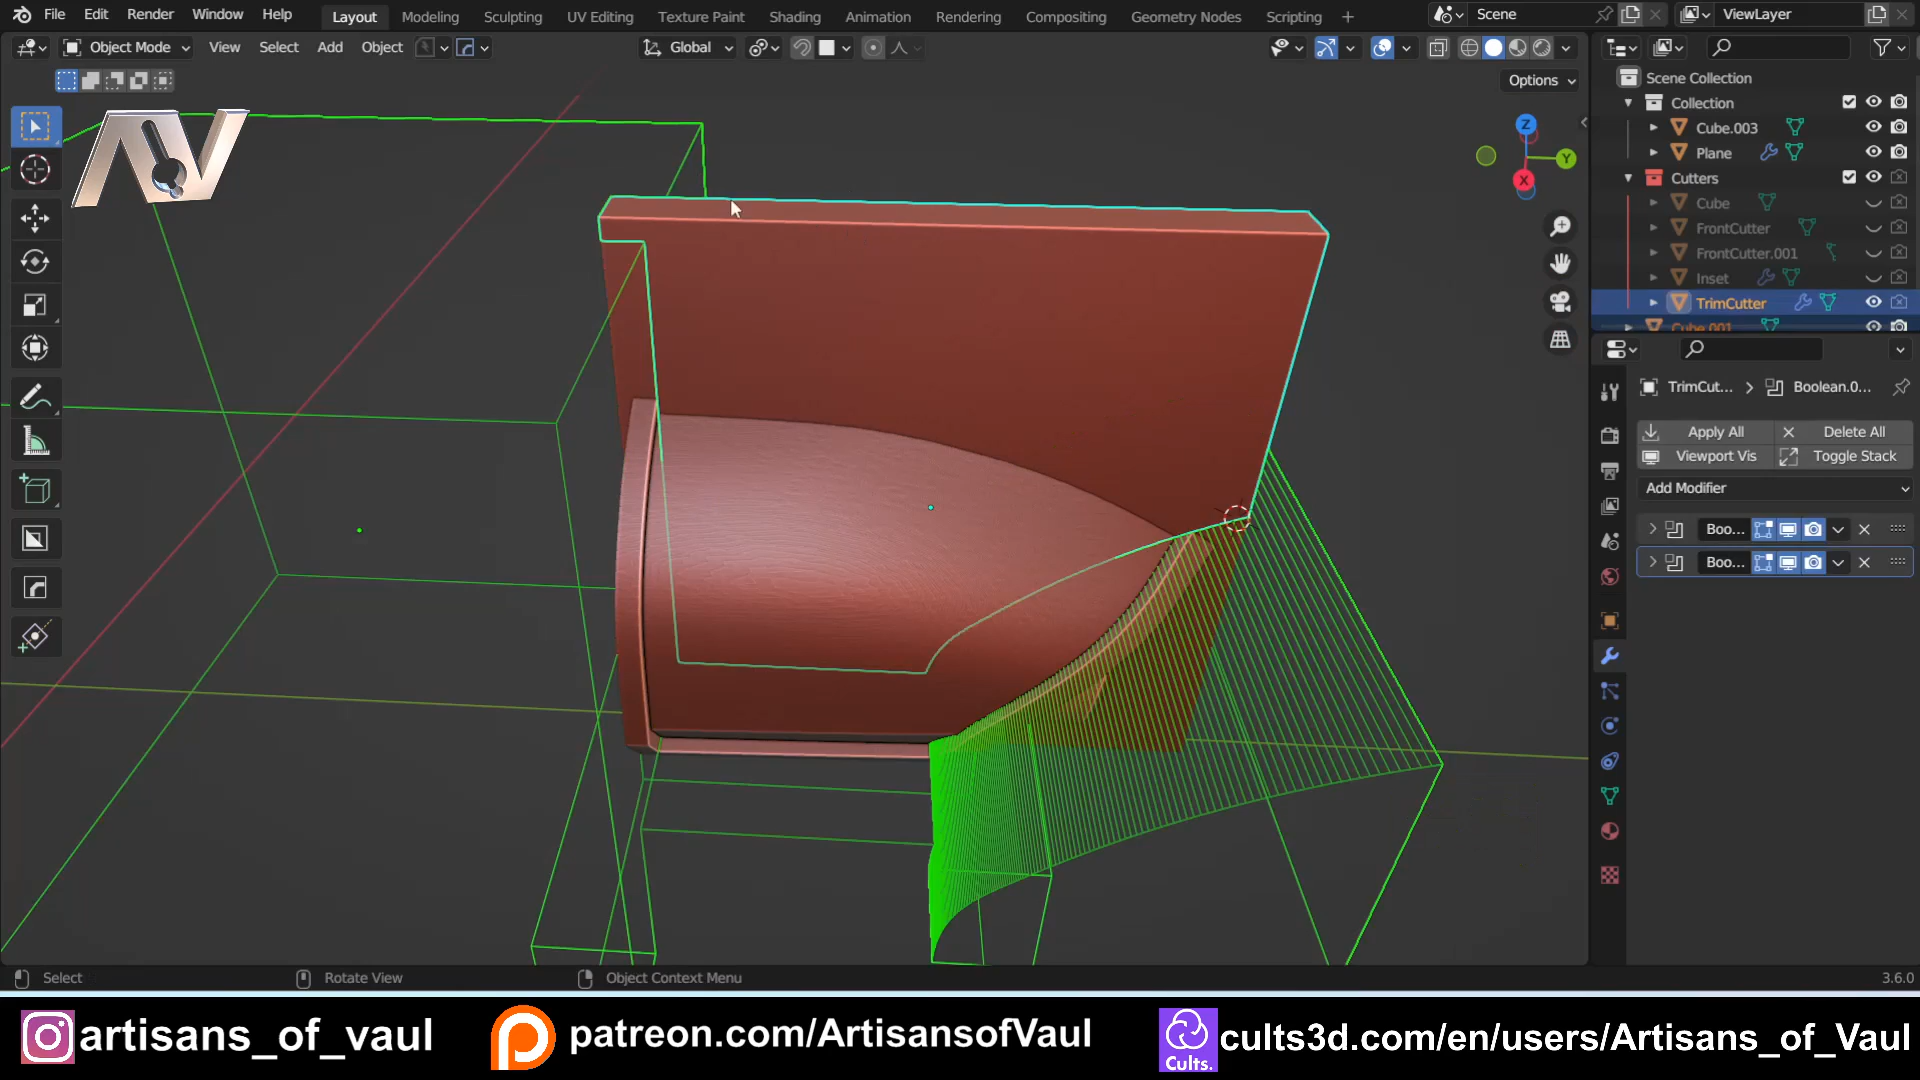 File Edit Render Window Help Layout Modeling Sculpting UV Editing Texture Paint Shading Animation Rendering Compositing Geometry Nodes Scripting + Scene ViewLayer
Object Mode View Select Add Object Global
Options
Scene Collection
Collection
Cube.003
Plane
Cutters
Cube
FrontCutter
FrontCutter.001
Inset
TrimCutter
Cube.001
Z
Y
X
TrimCut... > Boolean.0...
Apply All Delete All
Viewport Vis Toggle Stack
Add Modifier
Boo...
Boo...
Select Rotate View Object Context Menu 3.6.0
artisans_of_vaul patreon.com/ArtisansofVaul Cults. cults3d.com/en/users/Artisans_of_Vaul